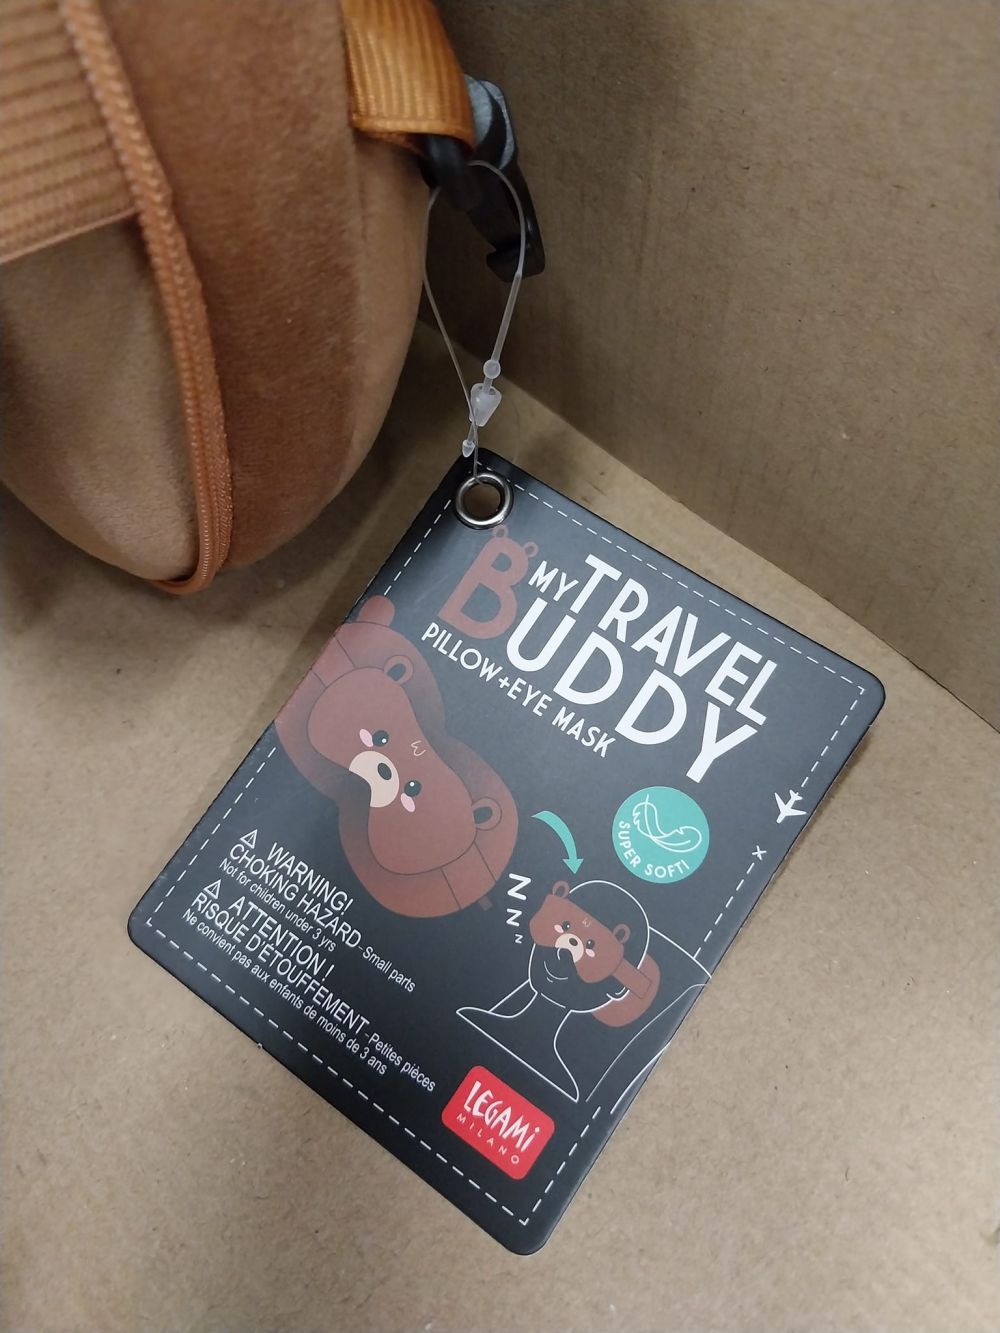 MY TRAVEL
BUDDY
PILLOW+EYE MASK
SUPER SOFT!
Z
Z
Z
WARNING!
CHOKING HAZARD-Small parts
Not for children under 3 yrs
ATTENTION !
RISQUE D'ÉTOUFFEMENT-Petites pièces
Ne convient pas aux enfants de moins de 3 ans
LEGAMi
MILANO